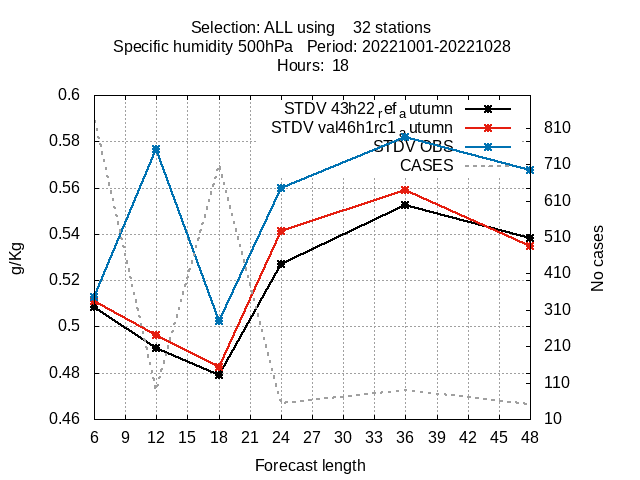 Selection: ALL using 32 stations
Specific humidity 500hPa Period: 20221001-20221028
Hours: 18
0.6
0.58
0.56
0.54
0.52
0.5
0.48
0.46
g/Kg
STDV 43h22ref autumn
STDV val46h1rc1autumn
STDV OBS
CASES
810
710
610
510
410
310
210
110
10
No cases
6 9 12 15 18 21 24 27 30 33 36 39 42 45 48
Forecast length